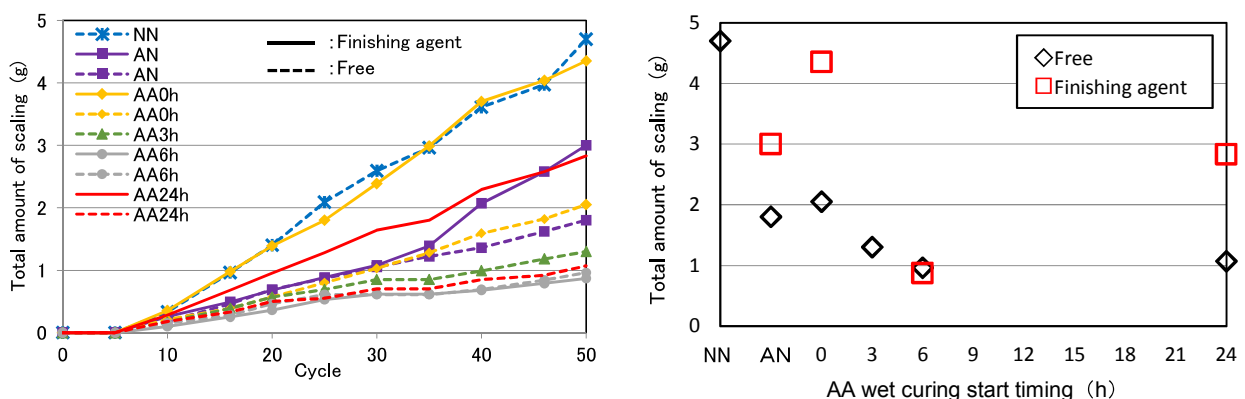 Total amount of scaling (g)
5
4
3
2
1
0
NN
AN
AN
AA0h
AA0h
AA3h
AA6h
AA6h
AA24h
AA24h
:Finishing agent
:Free
0 10 20 30 40 50
Cycle
Total amount of scaling (g)
5
4
3
2
1
0
Free
Finishing agent
NN AN 0 3 6 9 12 15 18 21 24
AA wet curing start timing (h)